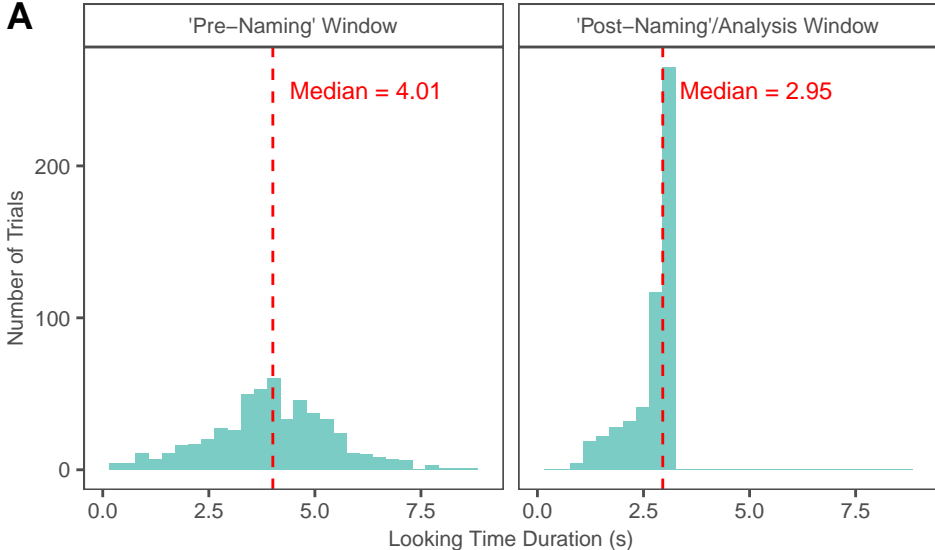 A
'Pre−Naming' Window
'Post−Naming'/Analysis Window
Median = 4.01
Median = 2.95
Number of Trials
200
100
0
0.0
2.5
5.0
7.5
0.0
2.5
5.0
7.5
Looking Time Duration (s)